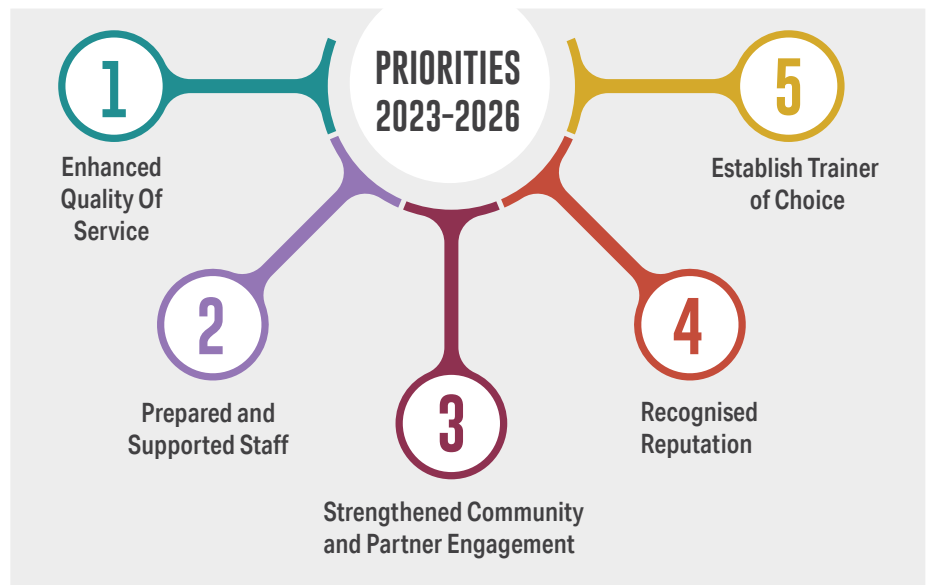 PRIORITIES
2023–2026
1
Enhanced
Quality Of
Service
2
Prepared and
Supported Staff
3
Strengthened Community
and Partner Engagement
4
Recognised
Reputation
5
Establish Trainer
of Choice